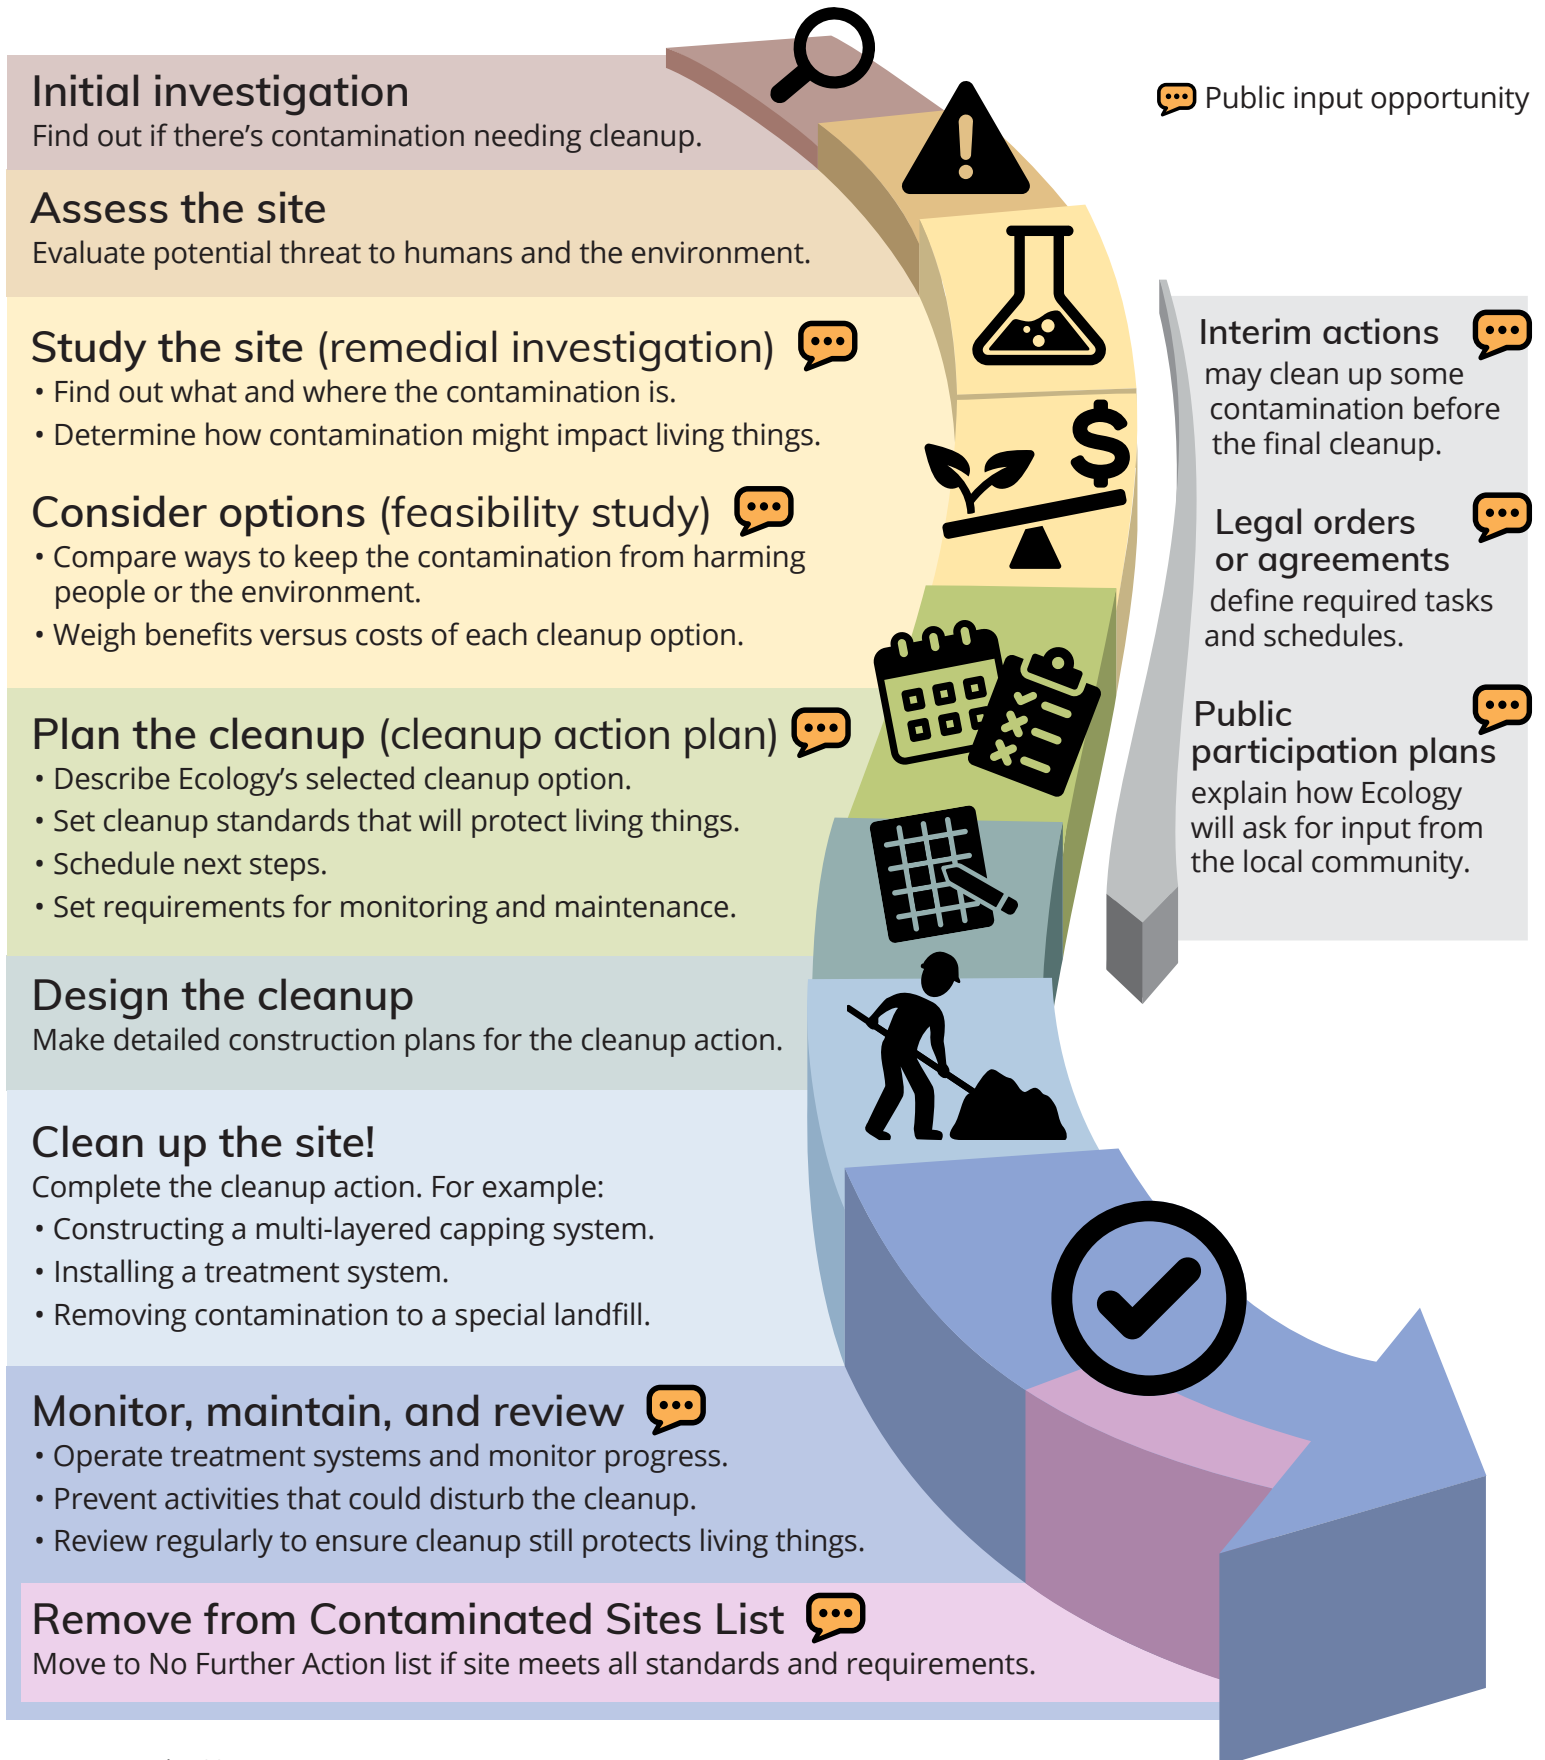 Initial investigation
Find out if there’s contamination needing cleanup.
Public input opportunity
Assess the site
Evaluate potential threat to humans and the environment.
Study the site (remedial investigation)
• Find out what and where the contamination is.
• Determine how contamination might impact living things.
Consider options (feasibility study)
• Compare ways to keep the contamination from harming
people or the environment.
• Weigh benefits versus costs of each cleanup option.
Plan the cleanup (cleanup action plan)
• Describe Ecology’s selected cleanup option.
• Set cleanup standards that will protect living things.
• Schedule next steps.
• Set requirements for monitoring and maintenance.
Design the cleanup
Make detailed construction plans for the cleanup action.
Clean up the site!
Complete the cleanup action. For example:
• Constructing a multi-layered capping system.
• Installing a treatment system.
• Removing contamination to a special landfill.
Monitor, maintain, and review
• Operate treatment systems and monitor progress.
• Prevent activities that could disturb the cleanup.
• Review regularly to ensure cleanup still protects living things.
Remove from Contaminated Sites List
Move to No Further Action list if site meets all standards and requirements.
Interim actions
may clean up some
contamination before
the final cleanup.
Legal orders
or agreements
define required tasks
and schedules.
Public
participation plans
explain how Ecology
will ask for input from
the local community.
$